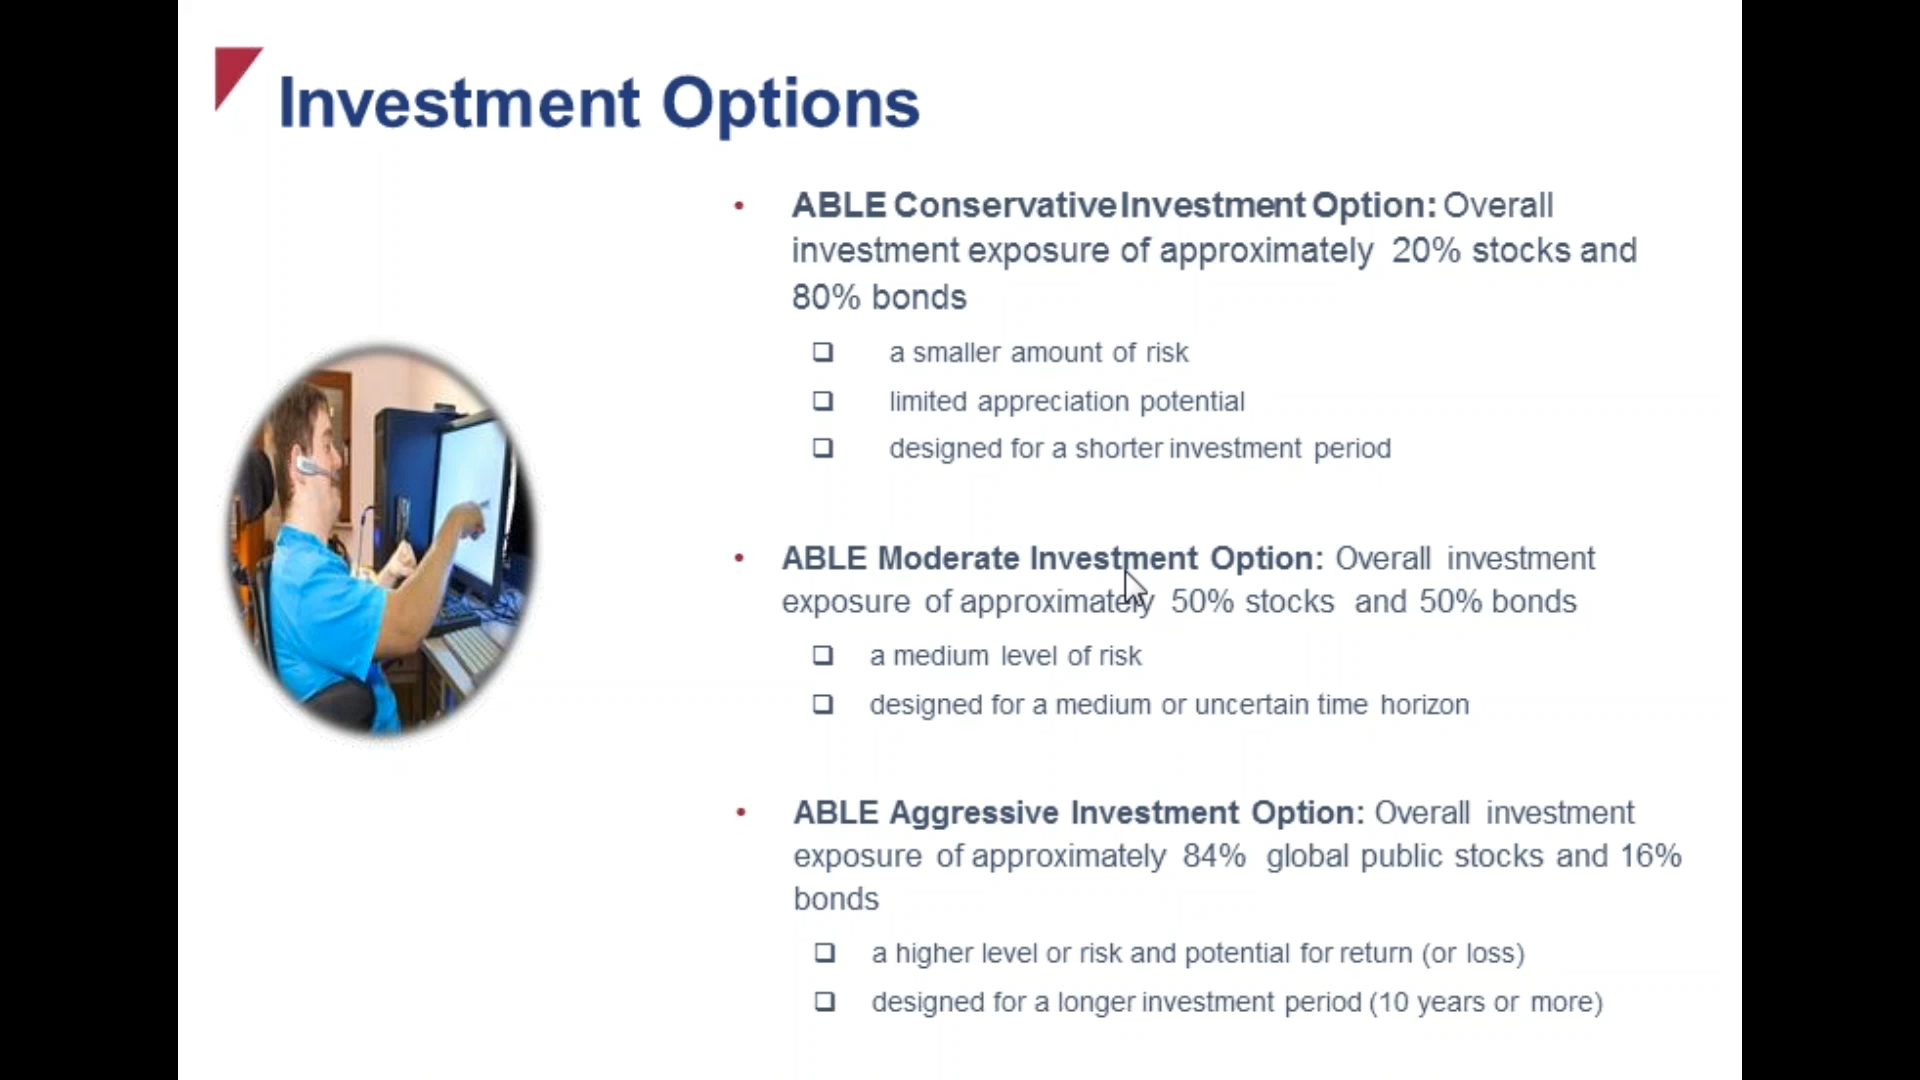 Investment Options
• ABLE Conservative Investment Option: Overall
investment exposure of approximately 20% stocks and
80% bonds
❑ a smaller amount of risk
❑ limited appreciation potential
❑ designed for a shorter investment period
• ABLE Moderate Investment Option: Overall investment
exposure of approximately 50% stocks and 50% bonds
❑ a medium level of risk
❑ designed for a medium or uncertain time horizon
• ABLE Aggressive Investment Option: Overall investment
exposure of approximately 84% global public stocks and 16%
bonds
❑ a higher level or risk and potential for return (or loss)
❑ designed for a longer investment period (10 years or more)